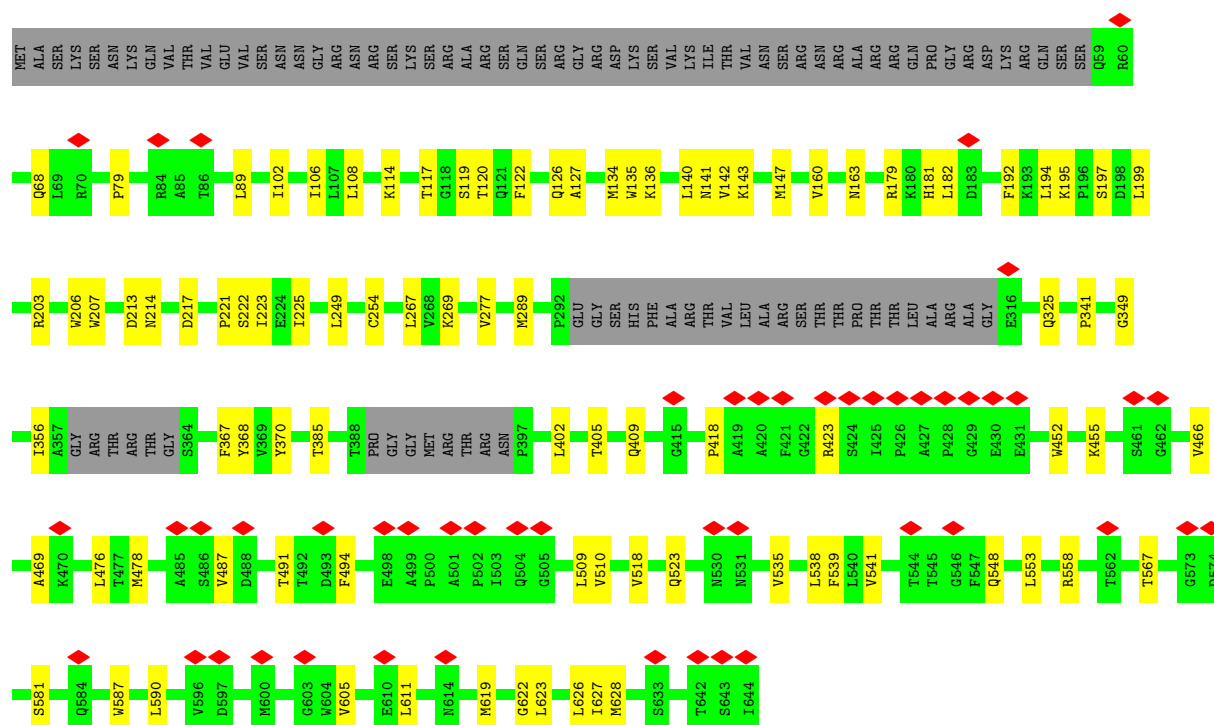 MET ALA SER LYS SER ASN LYS GLN VAL THR VAL GLU VAL SER ASN ASN GLY ARG ASN ARG SER LYS SER ARG ALA ARG SER GLN SER ARG GLY ARG ASP LYS SER VAL LYS ILE THR VAL ASN SER ARG ASN ARG ALA ARG ARG GLN PRO GLY ARG ASP LYS ARG GLN SER SER Q59 R60
Q68 L69 R70 P79 R84 A85 T86 L89 I102 I106 L107 L108 K114 T117 G118 S119 T120 Q121 F122 Q126 A127 M134 W135 K136 L140 N141 V142 K143 M147 V160 N163 R179 K180 H181 L182 D183 F192 K193 L194 K195 P196 S197 D198 L199
R203 W206 W207 D213 N214 D217 P221 S222 I223 E224 I225 L249 C254 L267 V268 K269 V277 M289 P292 GLU GLY SER HIS PHE ALA ARG THR VAL LEU ALA ARG SER THR THR PRO THR THR LEU ALA ARG ALA GLY E316 Q325 P341 G349
I356 A357 GLY ARG THR ARG THR GLY S364 F367 Y368 V369 Y370 T385 T388 PRO GLY GLY MET ARG THR ARG ASN P397 L402 T405 Q409 G415 P418 A419 A420 F421 G422 R423 S424 I425 P426 A427 P428 G429 E430 E431 W452 K455 S461 G462 V466
A469 K470 L476 T477 M478 A485 S486 V487 D488 T491 T492 D493 F494 E498 A499 P500 A501 P502 I503 Q504 G505 L509 V510 V518 Q523 N530 N531 V535 L538 F539 L540 V541 T544 T545 G546 F547 Q548 L553 R558 T562 T567 G573 D574
S581 Q584 W587 L590 V596 D597 M600 G603 W604 V605 E610 L611 N614 M619 G622 L623 L626 I627 M628 S633 T642 S643 I644